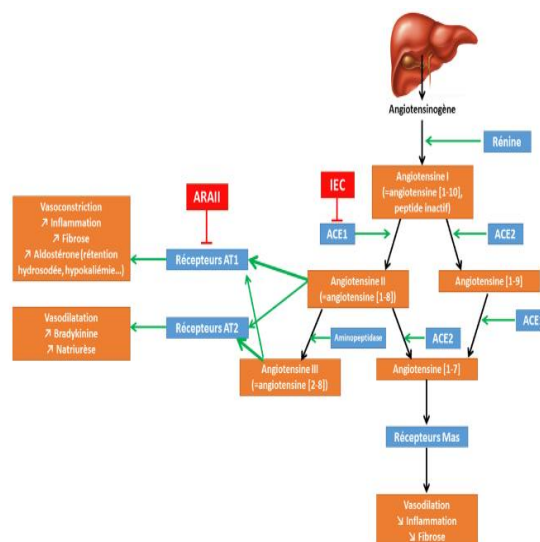 Angiotensinogène
Rénine
Angiotensine I
(=angiotensine [1-10],
peptide inactif)
IEC
ARAII
ACE1
ACE2
Vasoconstriction
↗ Inflammation
↗ Fibrose
↗ Aldostérone (rétention
hydrosodée, hypokaliémie...)
Récepteurs AT1
Angiotensine II
(=angiotensine [1-8])
Angiotensine [1-9]
Vasodilatation
↗ Bradykinine
↗ Natriurèse
Récepteurs AT2
Aminopeptidase
ACE2
ACE
Angiotensine III
(=angiotensine [2-8])
Angiotensine [1-7]
Récepteurs Mas
Vasodilation
↘ Inflammation
↘ Fibrose